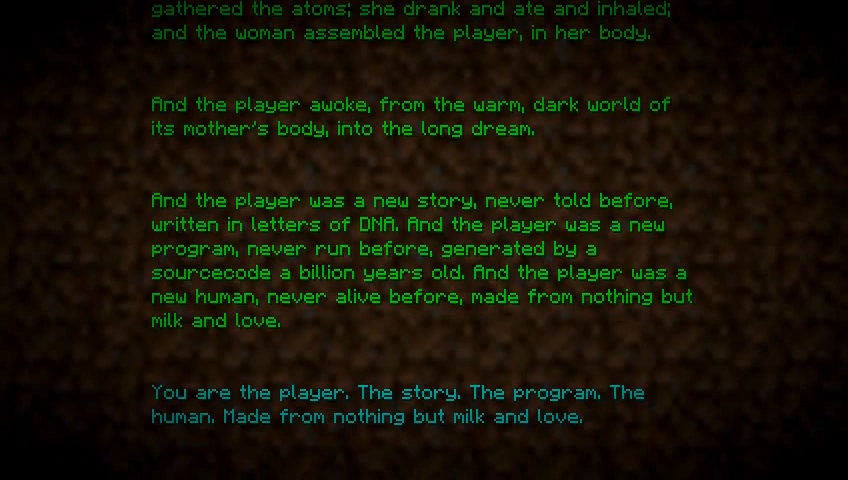 gathered the atoms; she drank and ate and inhaled;
and the woman assembled the player, in her body.
And the player awoke, from the warm, dark world of
its mother's body, into the long dream.
And the player was a new story, never told before,
written in letters of DNA. And the player was a new
program, never run before, generated by a
sourcecode a billion years old. And the player was a
new human, never alive before, made from nothing but
milk and love.
You are the player. The story. The program. The
human. Made from nothing but milk and love.